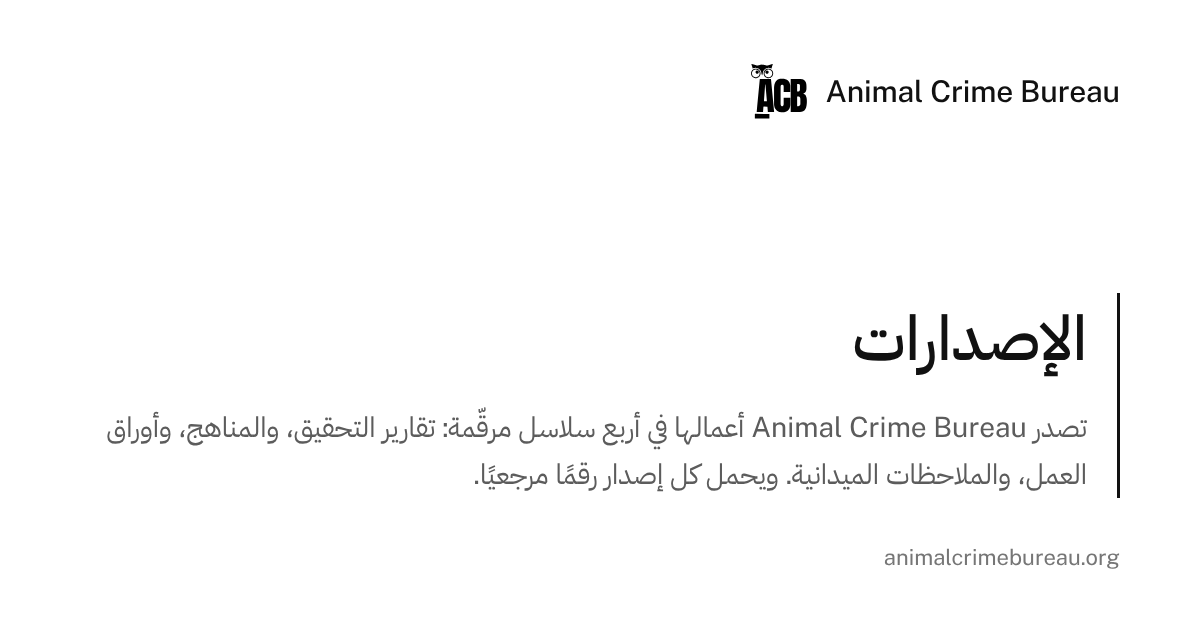 ACB Animal Crime Bureau
الإصدارات
تصدر Animal Crime Bureau أعمالها في أربع سلاسل مرقّمة: تقارير التحقيق، والمناهج، وأوراق
العمل، والملاحظات الميدانية. ويحمل كل إصدار رقمًا مرجعيًا.
animalcrimebureau.org